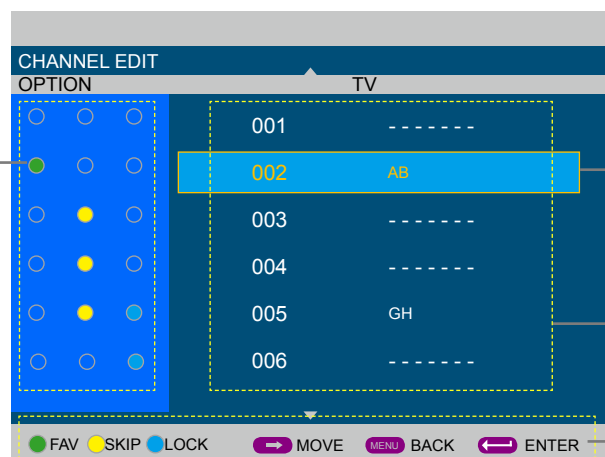 CHANNEL EDIT
OPTION TV
001 - - - - - - -
002 AB
003 - - - - - - -
004 - - - - - - -
005 GH
006 - - - - - - -
FAV SKIP LOCK MOVE MENU BACK ENTER